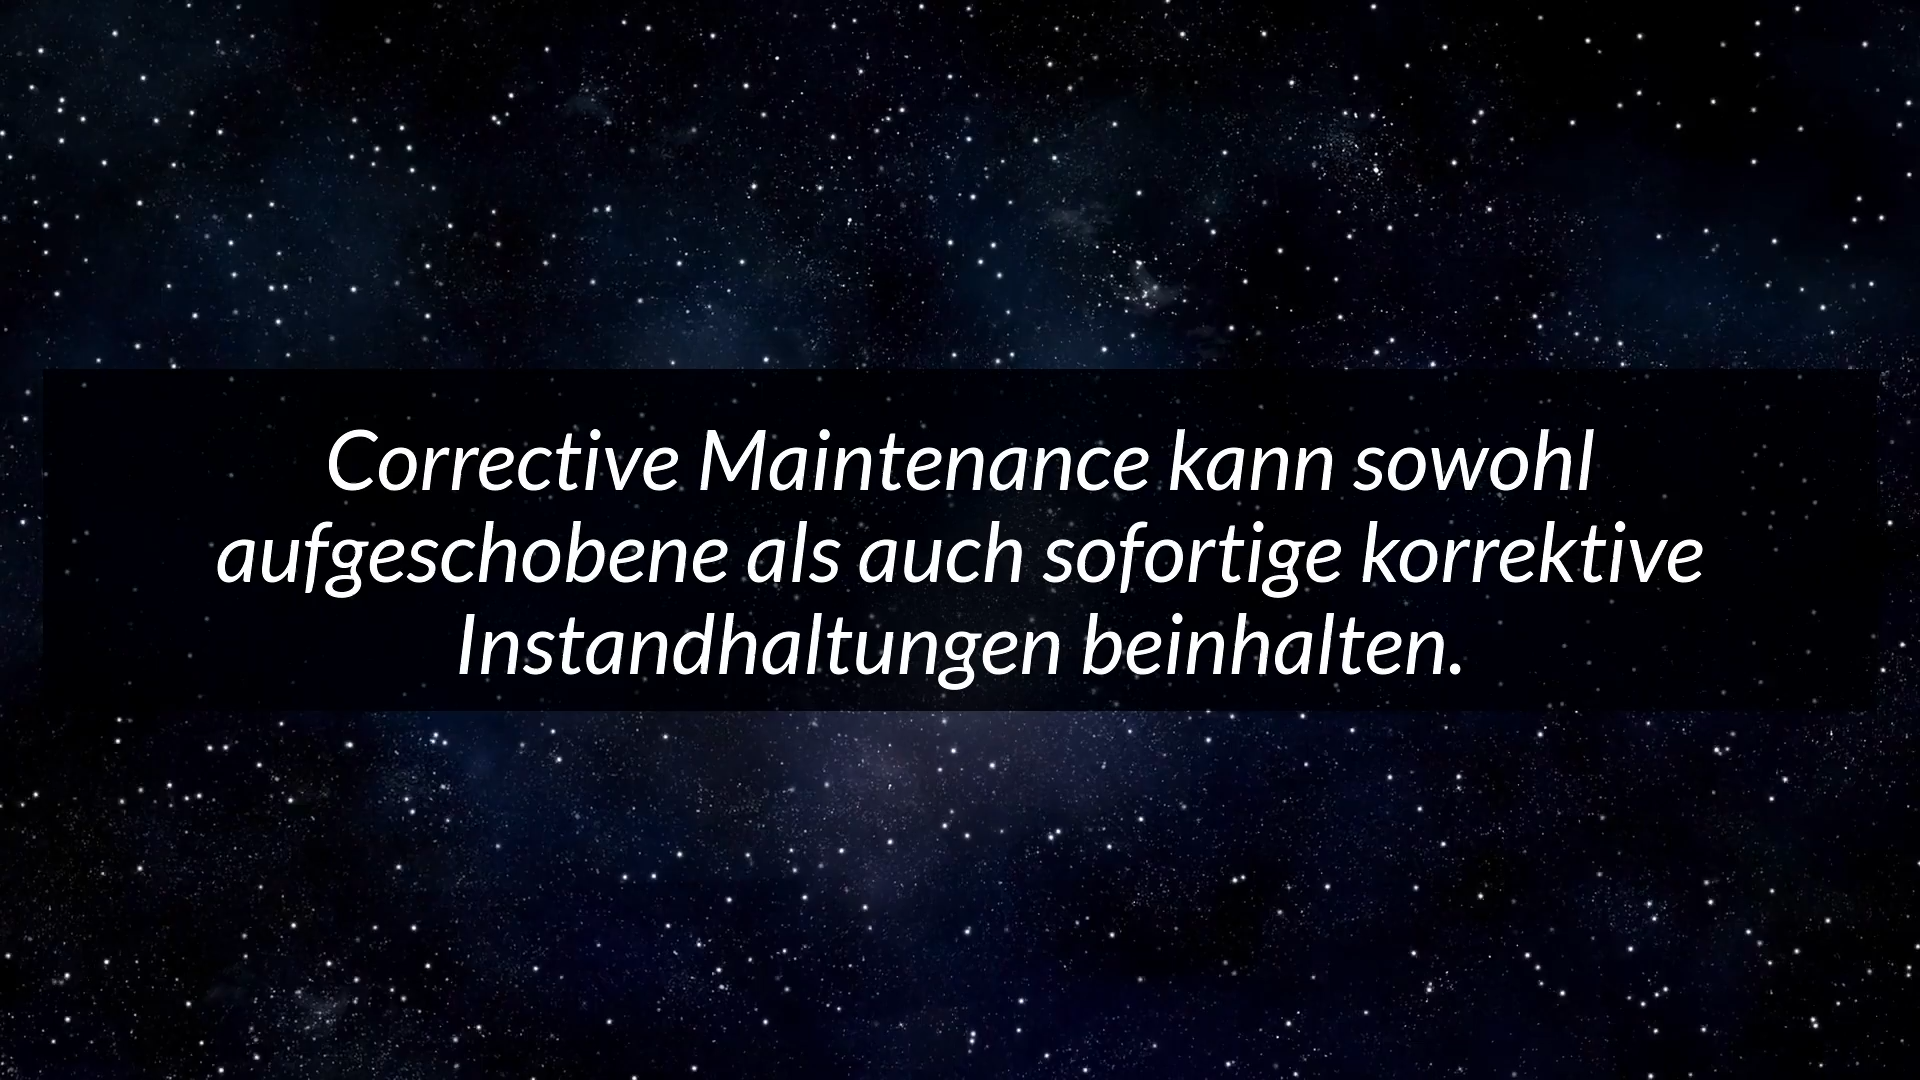 Corrective Maintenance kann sowohl
aufgeschobene als auch sofortige korrektive
Instandhaltungen beinhalten.